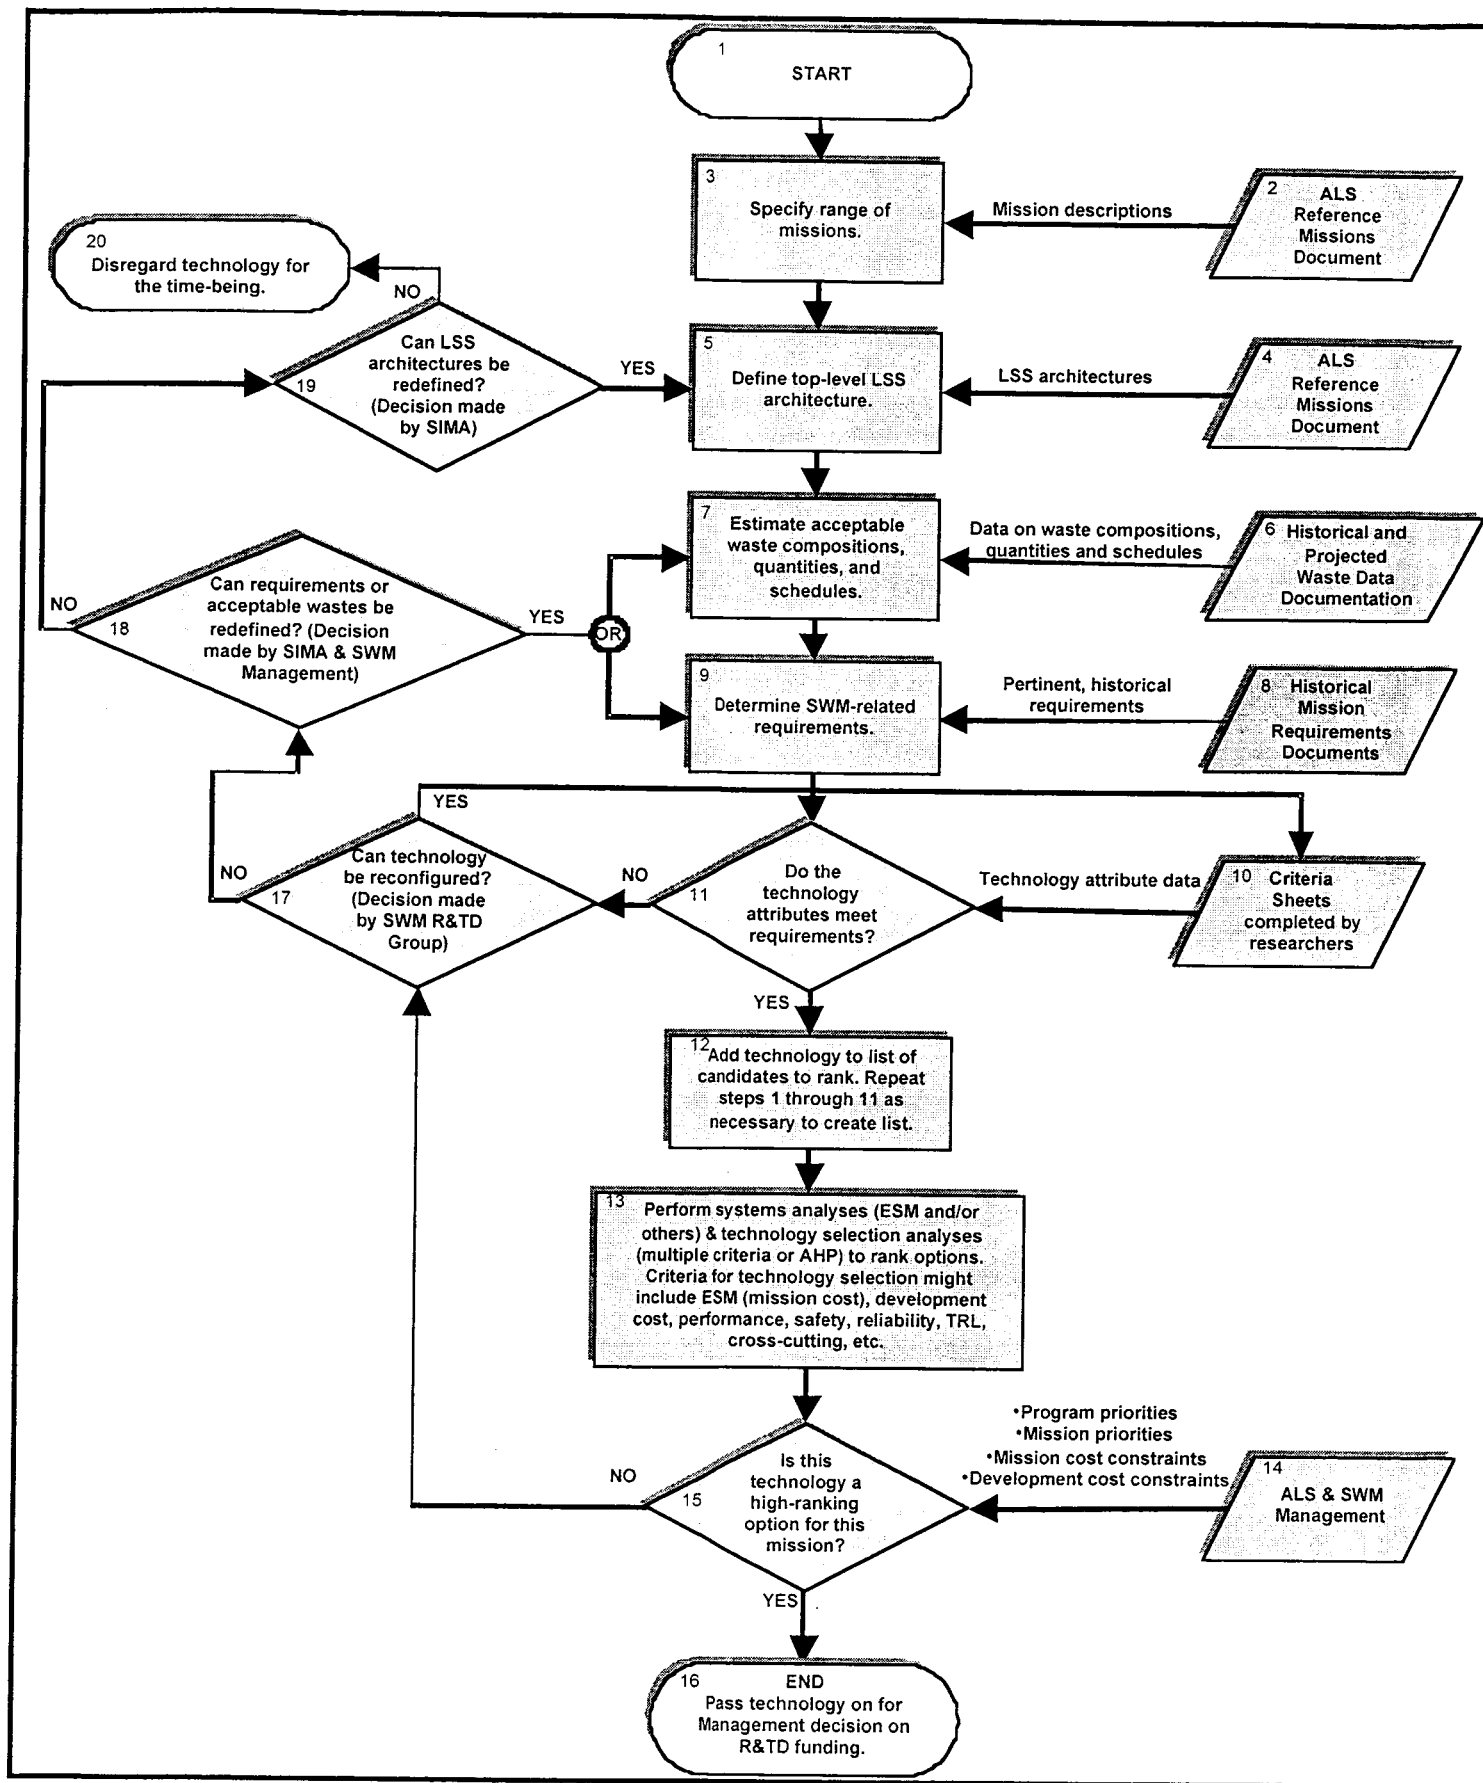 1
START
3
Specify range of
missions.
Mission descriptions
2
ALS
Reference
Missions
Document
20
Disregard technology for
the time-being.
NO
Can LSS
architectures be
redefined?
(Decision made
by SIMA)
19
YES
5
Define top-level LSS
architecture.
LSS architectures
4
ALS
Reference
Missions
Document
7
Estimate acceptable
waste compositions,
quantities, and
schedules.
Data on waste compositions,
quantities and schedules
6
Historical and
Projected
Waste Data
Documentation
NO
Can requirements or
acceptable wastes be
redefined? (Decision
made by SIMA & SWM
Management)
18
YES
OR
9
Determine SWM-related
requirements.
Pertinent, historical
requirements
8
Historical
Mission
Requirements
Documents
YES
NO
Can technology
be reconfigured?
(Decision made
by SWM R&TD
Group)
17
NO
Do the
technology
attributes meet
requirements?
11
Technology attribute data
10
Criteria
Sheets
completed by
researchers
YES
12
Add technology to list of
candidates to rank. Repeat
steps 1 through 11 as
necessary to create list.
13
Perform systems analyses (ESM and/or
others) & technology selection analyses
(multiple criteria or AHP) to rank options.
Criteria for technology selection might
include ESM (mission cost), development
cost, performance, safety, reliability, TRL,
cross-cutting, etc.
NO
Is this
technology a
high-ranking
option for this
mission?
15
•Program priorities
•Mission priorities
•Mission cost constraints
•Development cost constraints
14
ALS & SWM
Management
YES
16
END
Pass technology on for
Management decision on
R&TD funding.